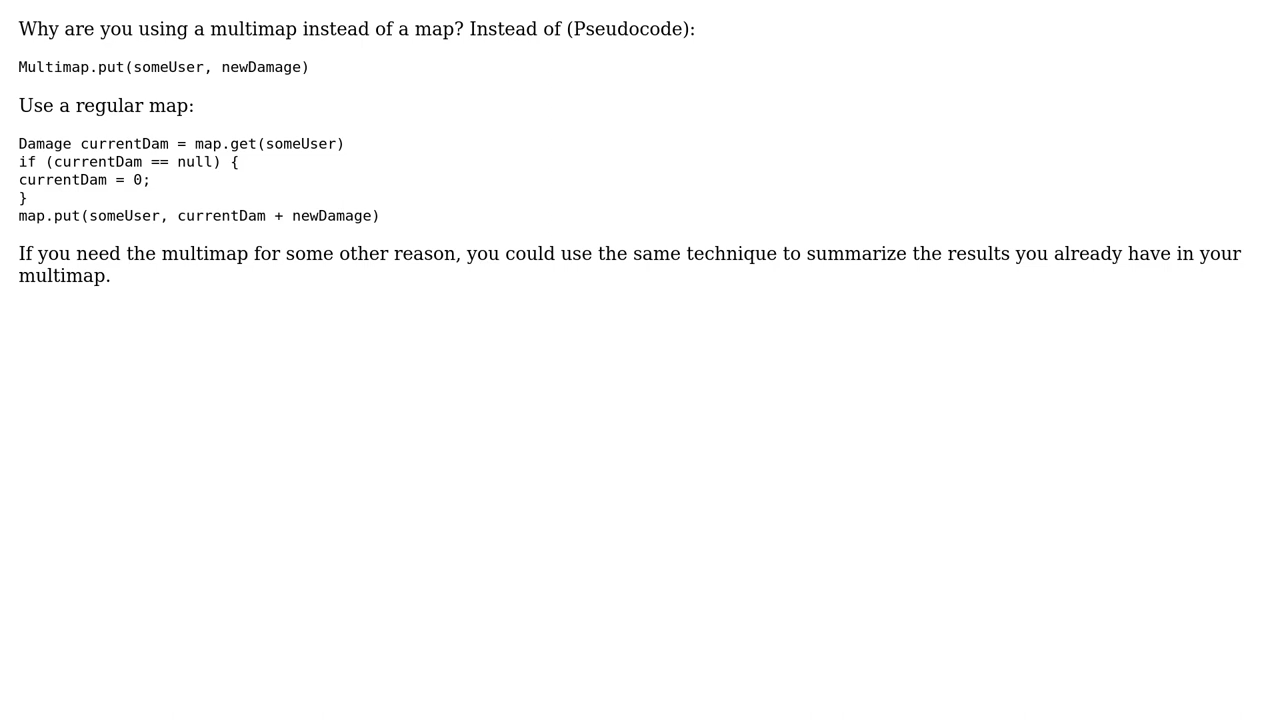 Why are you using a multimap instead of a map? Instead of (Pseudocode):
Multimap.put(someUser, newDamage)
Use a regular map:
Damage currentDam = map.get(someUser)
if (currentDam == null) {
currentDam = 0;
}
map.put(someUser, currentDam + newDamage)
If you need the multimap for some other reason, you could use the same technique to summarize the results you already have in your
multimap.